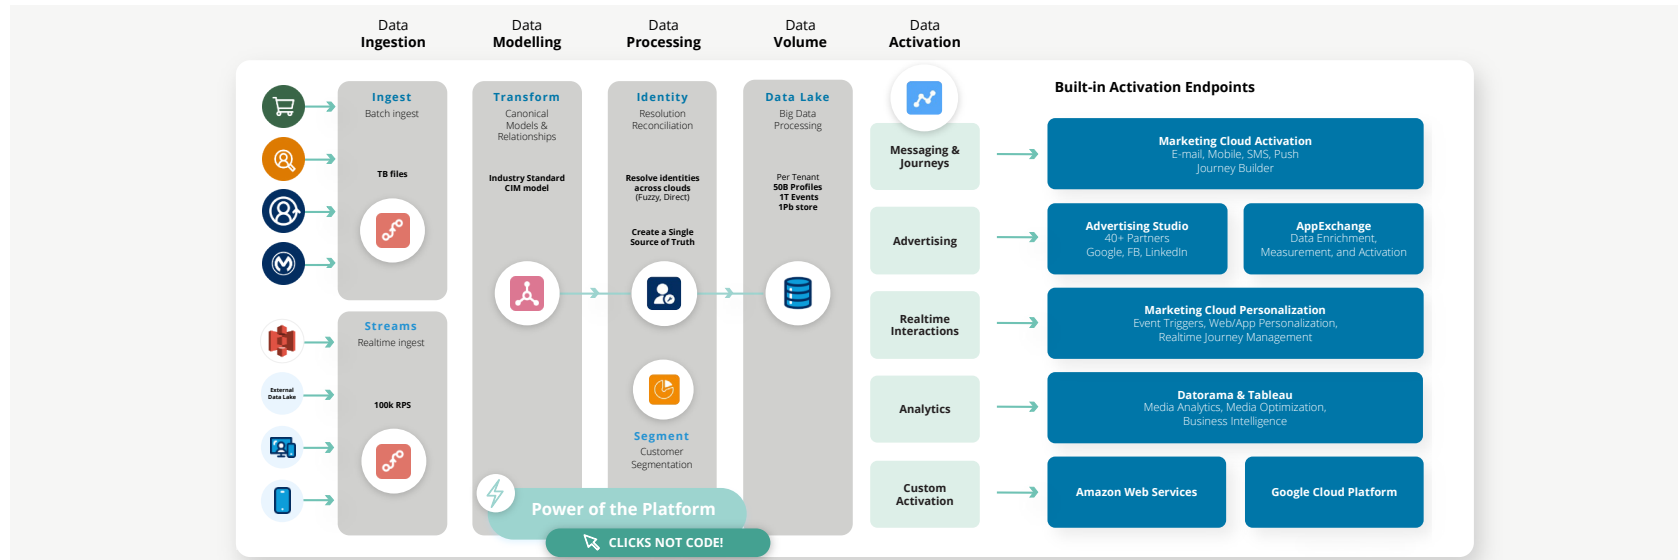 Data
Ingestion
Data
Modelling
Data
Processing
Data
Volume
Data
Activation
Ingest
Batch ingest
TB files
Streams
Realtime ingest
External
Data Lake
100k RPS
Transform
Canonical
Models &
Relationships
Industry Standard
CIM model
Identity
Resolution
Reconciliation
Resolve identities
across clouds
(Fuzzy, Direct)
Create a Single
Source of Truth
Segment
Customer
Segmentation
Data Lake
Big Data
Processing
Per Tenant
50B Profiles
1T Events
1Pb store
Power of the Platform
CLICKS NOT CODE!
Built-in Activation Endpoints
Messaging &
Journeys
Marketing Cloud Activation
E-mail, Mobile, SMS, Push
Journey Builder
Advertising
Advertising Studio
40+ Partners
Google, FB, LinkedIn
AppExchange
Data Enrichment,
Measurement, and Activation
Realtime
Interactions
Marketing Cloud Personalization
Event Triggers, Web/App Personalization,
Realtime Journey Management
Analytics
Datorama & Tableau
Media Analytics, Media Optimization,
Business Intelligence
Custom
Activation
Amazon Web Services
Google Cloud Platform